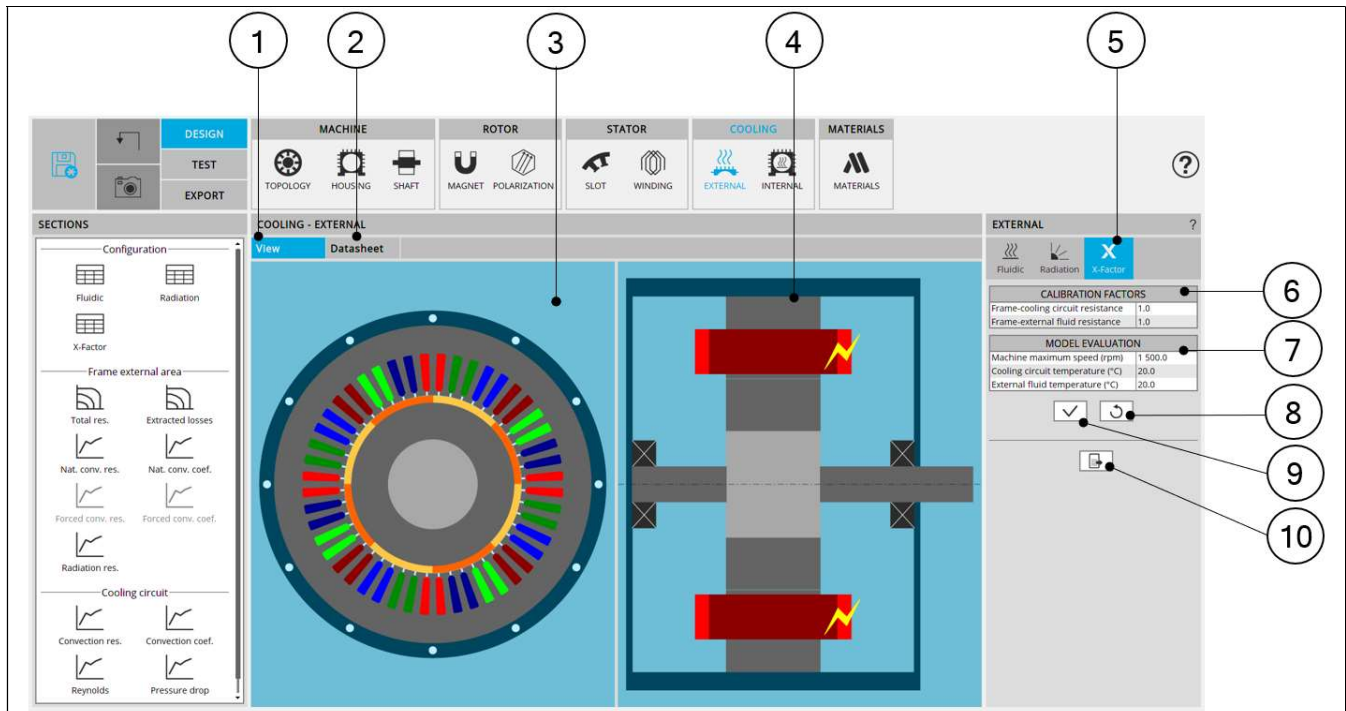 1 2 3 4 5
DESIGN
TEST
EXPORT
MACHINE ROTOR STATOR COOLING MATERIALS
TOPOLOGY HOUSING SHAFT MAGNET POLARIZATION SLOT WINDING EXTERNAL INTERNAL MATERIALS
?
SECTIONS
Configuration
Fluidic Radiation
X-Factor
Frame external area
Total res. Extracted losses
Nat. conv. res. Nat. conv. coef.
Forced conv. res. Forced conv. coef.
Radiation res.
Cooling circuit
Convection res. Convection coef.
Reynolds Pressure drop
COOLING - EXTERNAL
View Datasheet
EXTERNAL ?
X
Fluidic Radiation X-Factor
CALIBRATION FACTORS
Frame-cooling circuit resistance 1.0
Frame-external fluid resistance 1.0
MODEL EVALUATION
Machine maximum speed (rpm) 1 500.0
Cooling circuit temperature (°C) 20.0
External fluid temperature (°C) 20.0
6
7
8
9
10